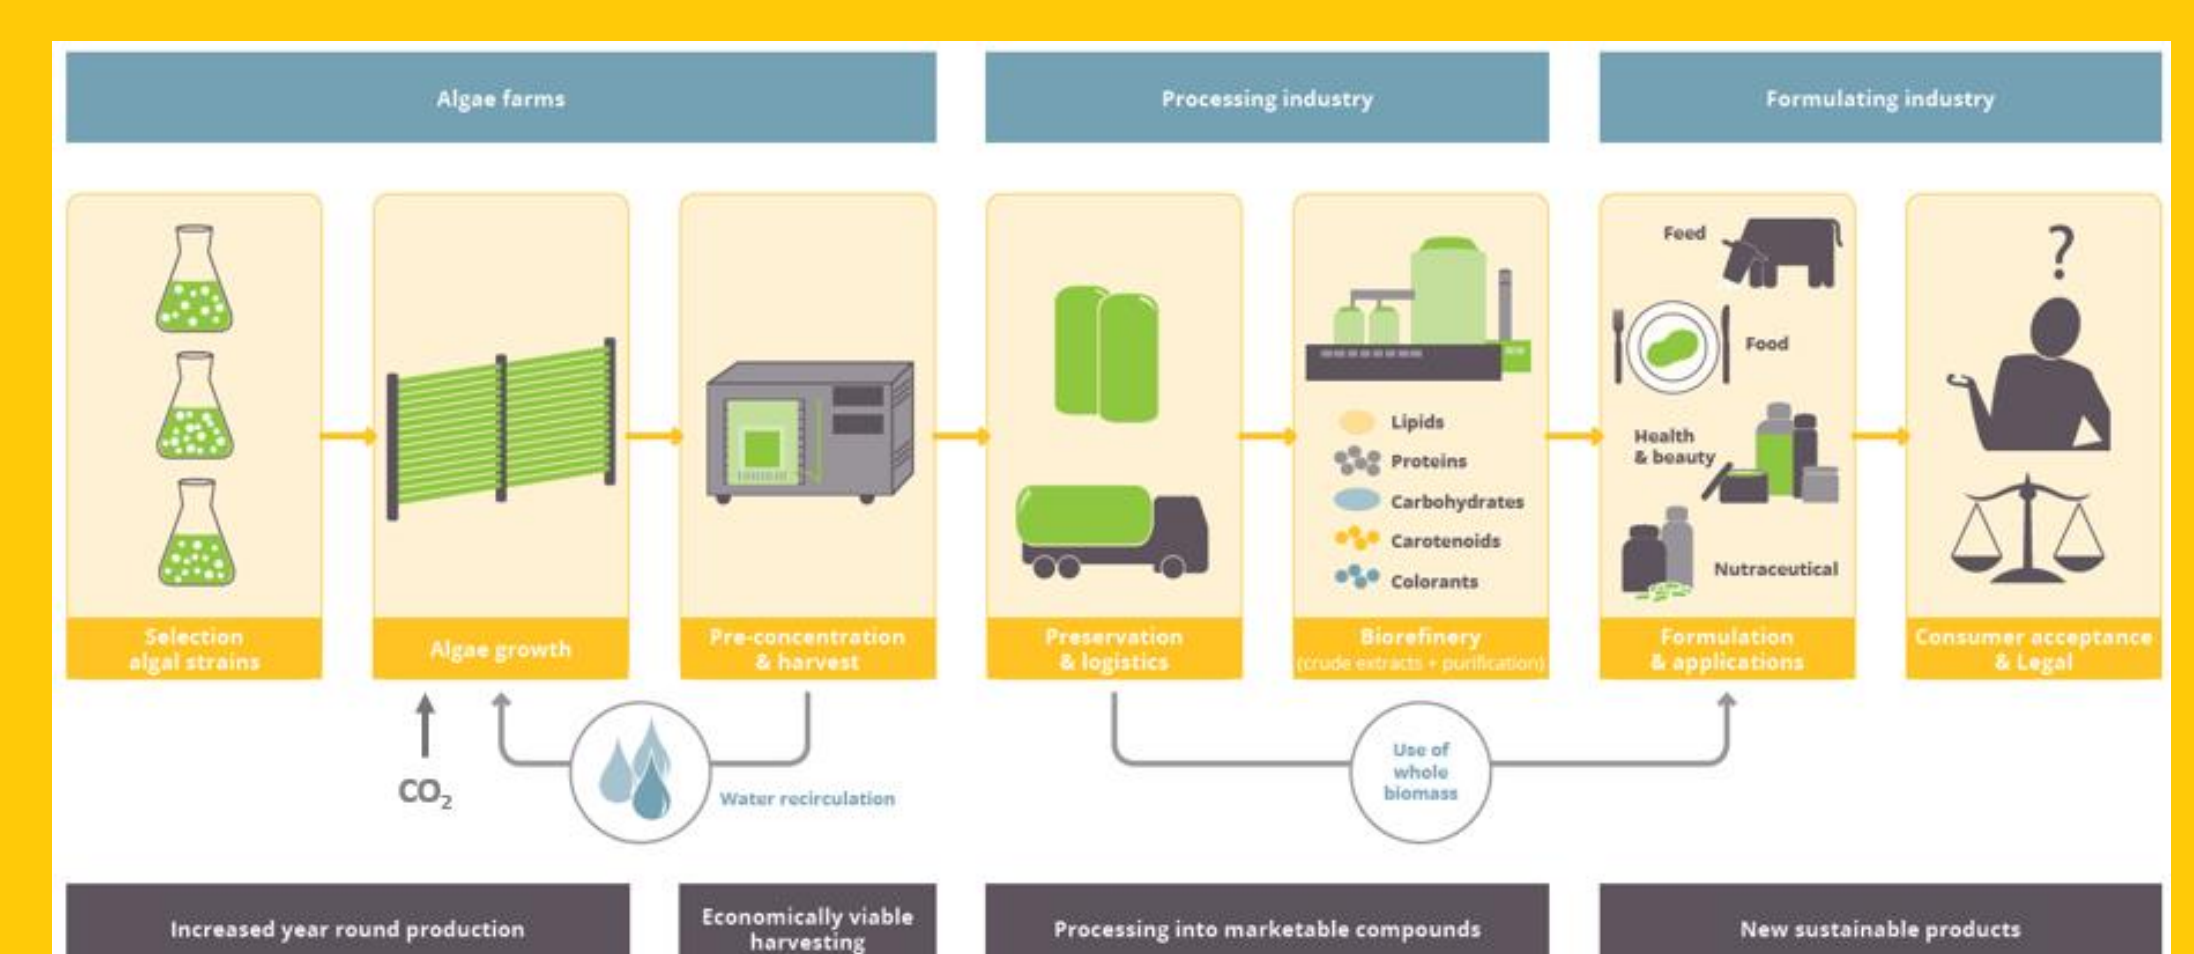 Algae farms
Processing industry
Formulating industry
Selection
algal strains
Algae growth
Pre-concentration
& harvest
Preservation
& logistics
Lipids
Proteins
Carbohydrates
Carotenoids
Colorants
Biorefinery
(crude extracts + purification)
Feed
Food
Health
& beauty
Nutraceutical
Formulation
& applications
?
Consumer acceptance
& Legal
CO₂
Water recirculation
Use of
whole
biomass
Increased year round production
Economically viable
harvesting
Processing into marketable compounds
New sustainable products